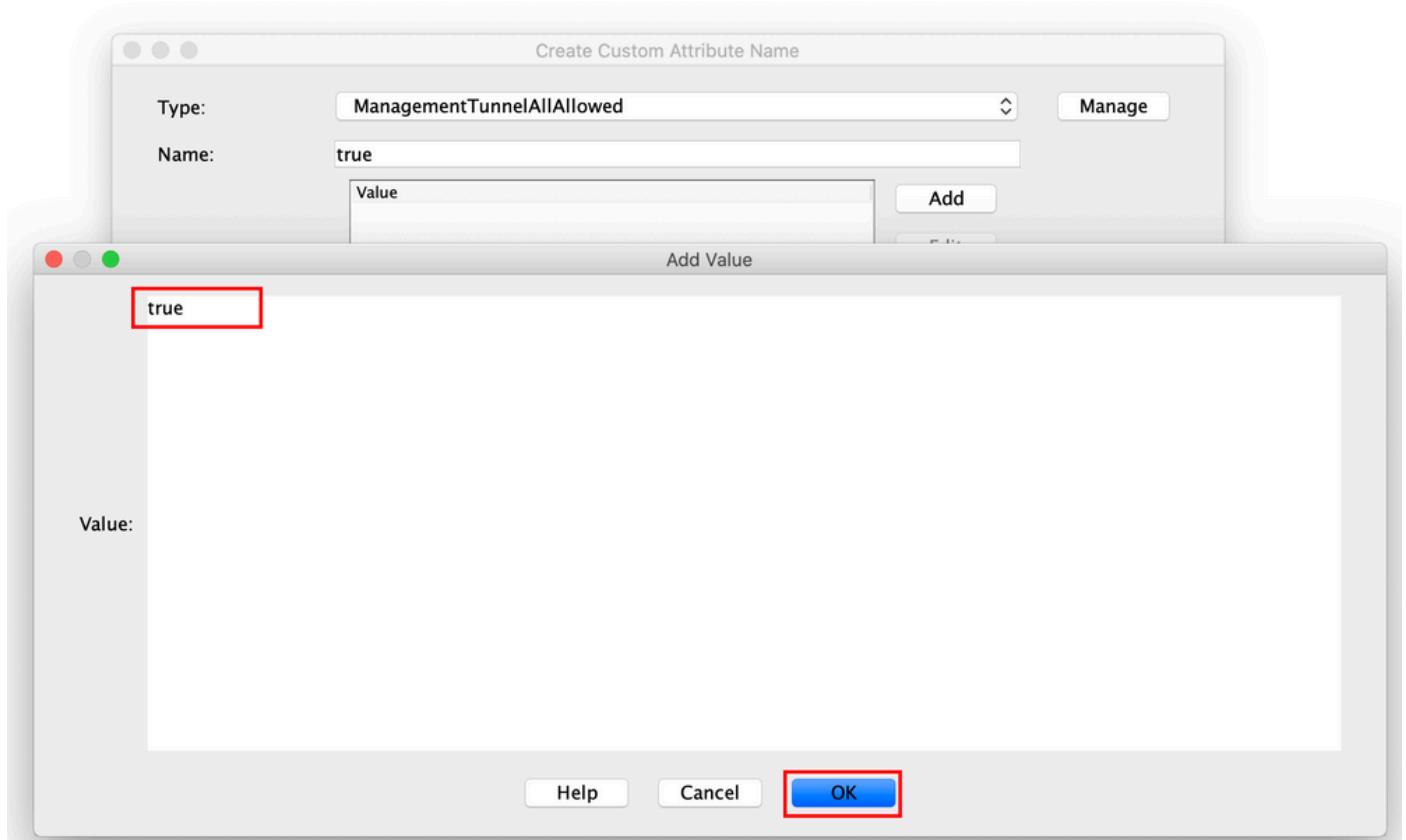 Create Custom Attribute Name
Type: ManagementTunnelAllAllowed Manage
Name: true
Value Add
Add Value
true
Value:
Help Cancel OK